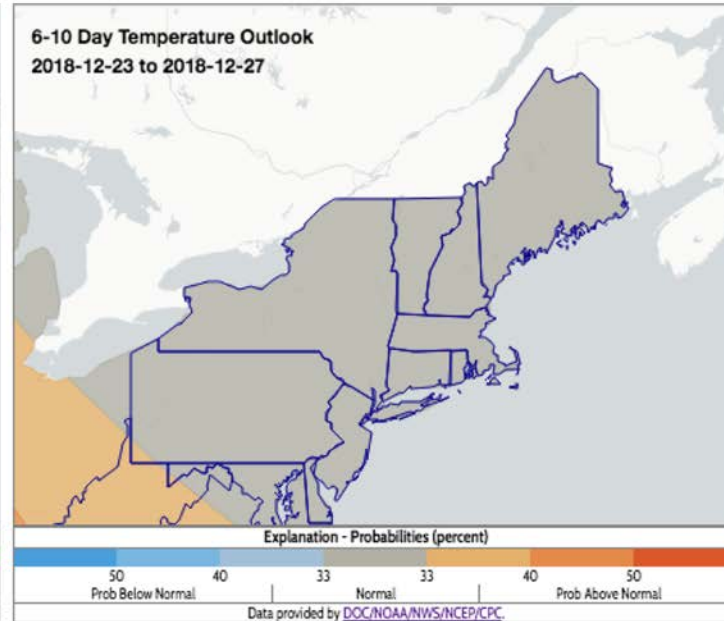 6-10 Day Temperature Outlook
2018-12-23 to 2018-12-27
Explanation - Probabilities (percent)
50 40 33 33 40 50
Prob Below Normal | Normal | Prob Above Normal
Data provided by DOC/NOAA/NWS/NCEP/CPC.